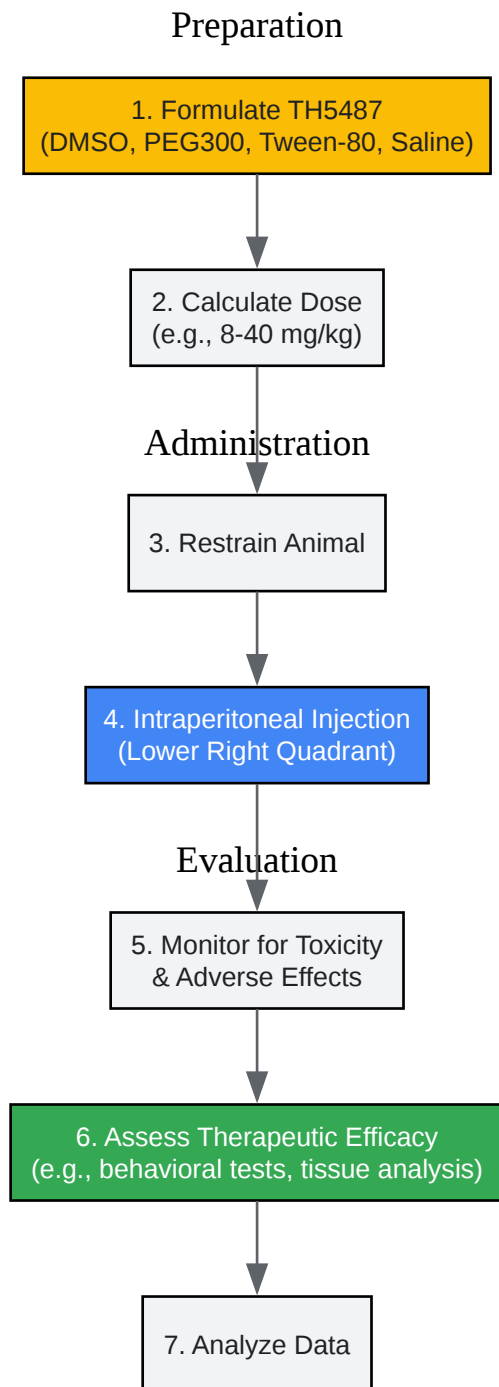 Preparation
1. Formulate TH5487
(DMSO, PEG300, Tween-80, Saline)
2. Calculate Dose
(e.g., 8-40 mg/kg)
Administration
3. Restrain Animal
4. Intraperitoneal Injection
(Lower Right Quadrant)
Evaluation
5. Monitor for Toxicity
& Adverse Effects
6. Assess Therapeutic Efficacy
(e.g., behavioral tests, tissue analysis)
7. Analyze Data